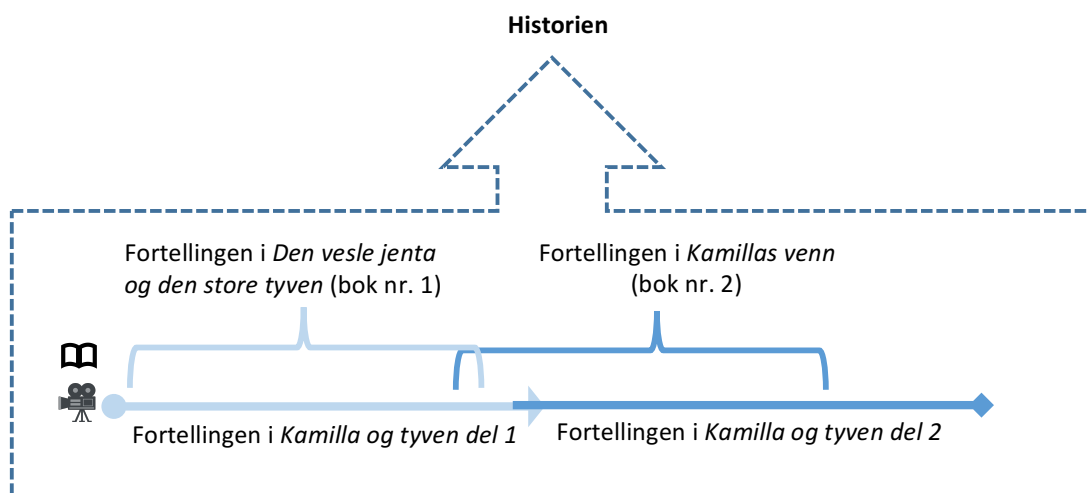 Historien
Fortellingen i Den vesle jenta
og den store tyven (bok nr. 1)
Fortellingen i Kamillas venn
(bok nr. 2)
Fortellingen i Kamilla og tyven del 1
Fortellingen i Kamilla og tyven del 2